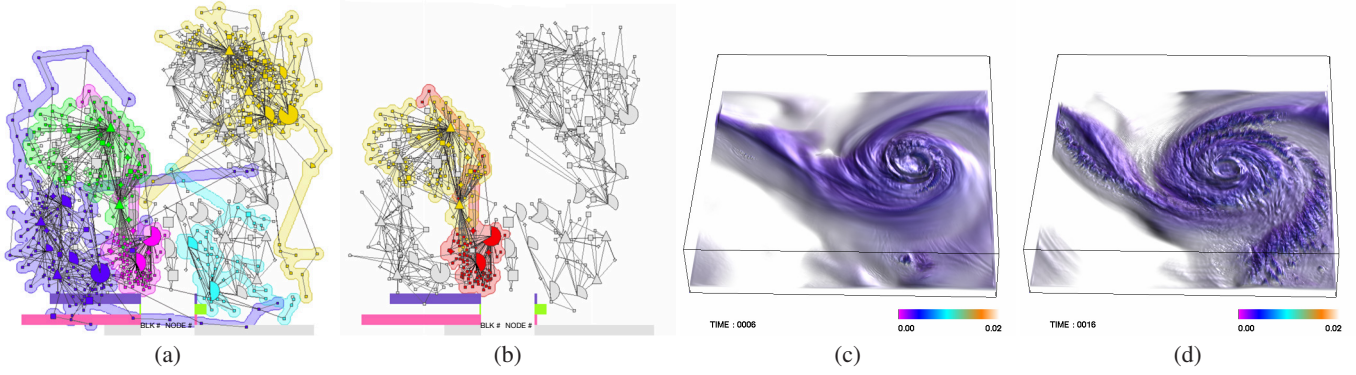 BLK # NODE #
BLK # NODE #
TIME : 0006
0.00 0.02
TIME : 0016
0.00 0.02
(a) (b) (c) (d)